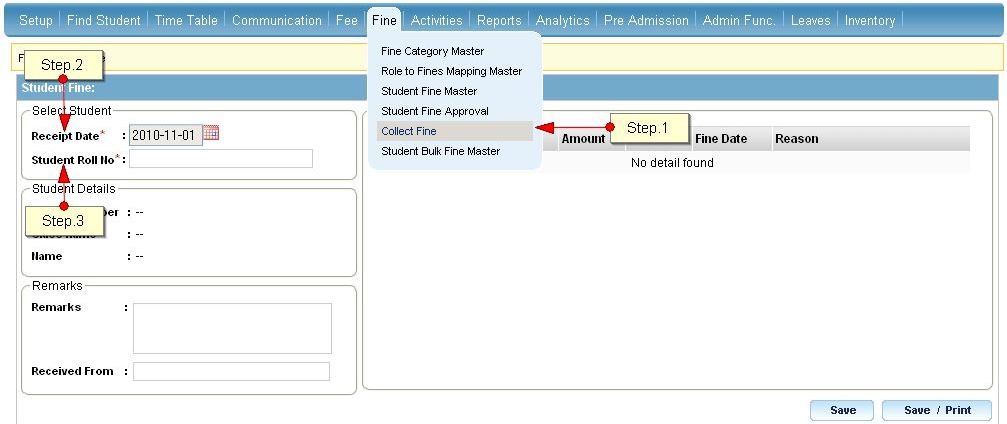 Setup Find Student Time Table Communication Fee Fine Activities Reports Analytics Pre Admission Admin Func. Leaves Inventory
Fine Category Master
Role to Fines Mapping Master
Student Fine Master
Student Fine Approval
Collect Fine
Student Bulk Fine Master
Step.2
Step.1
Student Fine:
Select Student
Receipt Date* : 2010-11-01
Student Roll No* :
Amount Fine Date Reason
No detail found
Student Details
Step.3
: --
: --
Name : --
Remarks
Remarks :
Received From :
Save Save / Print